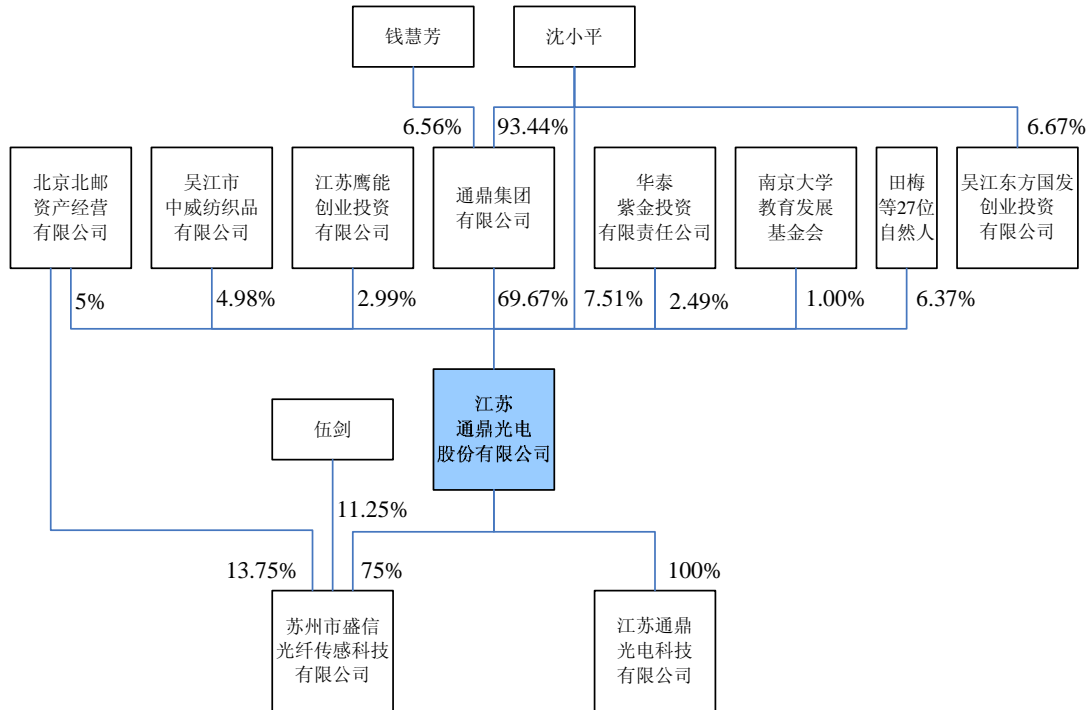 钱慧芳
沈小平
6.56%
93.44%
6.67%
北京北邮
资产经营
有限公司
吴江市
中威纺织品
有限公司
江苏鹰能
创业投资
有限公司
通鼎集团
有限公司
华泰
紫金投资
有限责任公司
南京大学
教育发展
基金会
田梅
等27位
自然人
吴江东方国发
创业投资
有限公司
5%
4.98%
2.99%
69.67%
7.51%
2.49%
1.00%
6.37%
江苏
通鼎光电
股份有限公司
伍剑
11.25%
13.75%
75%
100%
苏州市盛信
光纤传感科技
有限公司
江苏通鼎
光电科技
有限公司